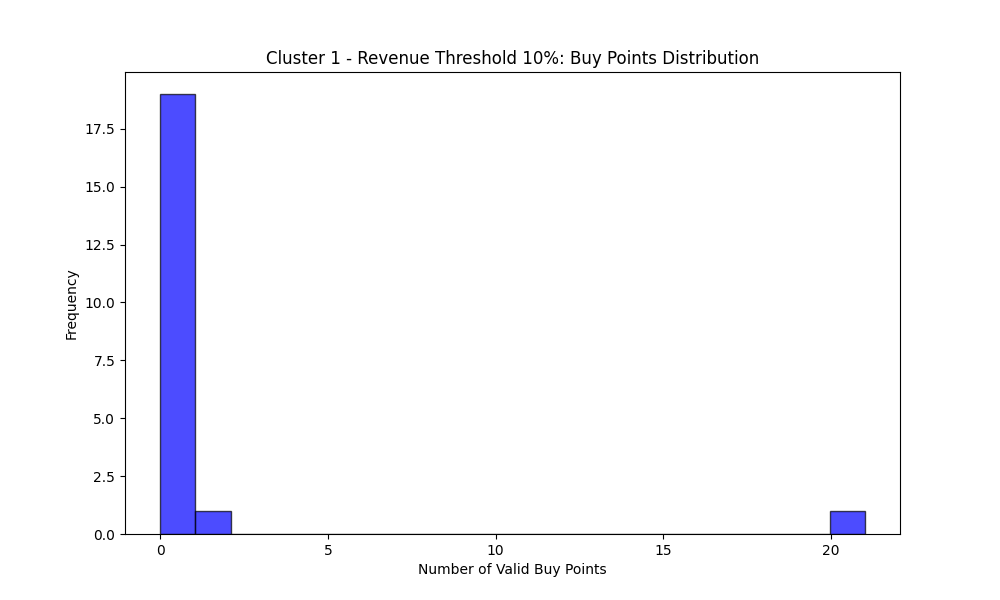 Cluster 1 - Revenue Threshold 10%: Buy Points Distribution
17.5
15.0
12.5
10.0
7.5
5.0
2.5
0.0
Frequency
0 5 10 15 20
Number of Valid Buy Points